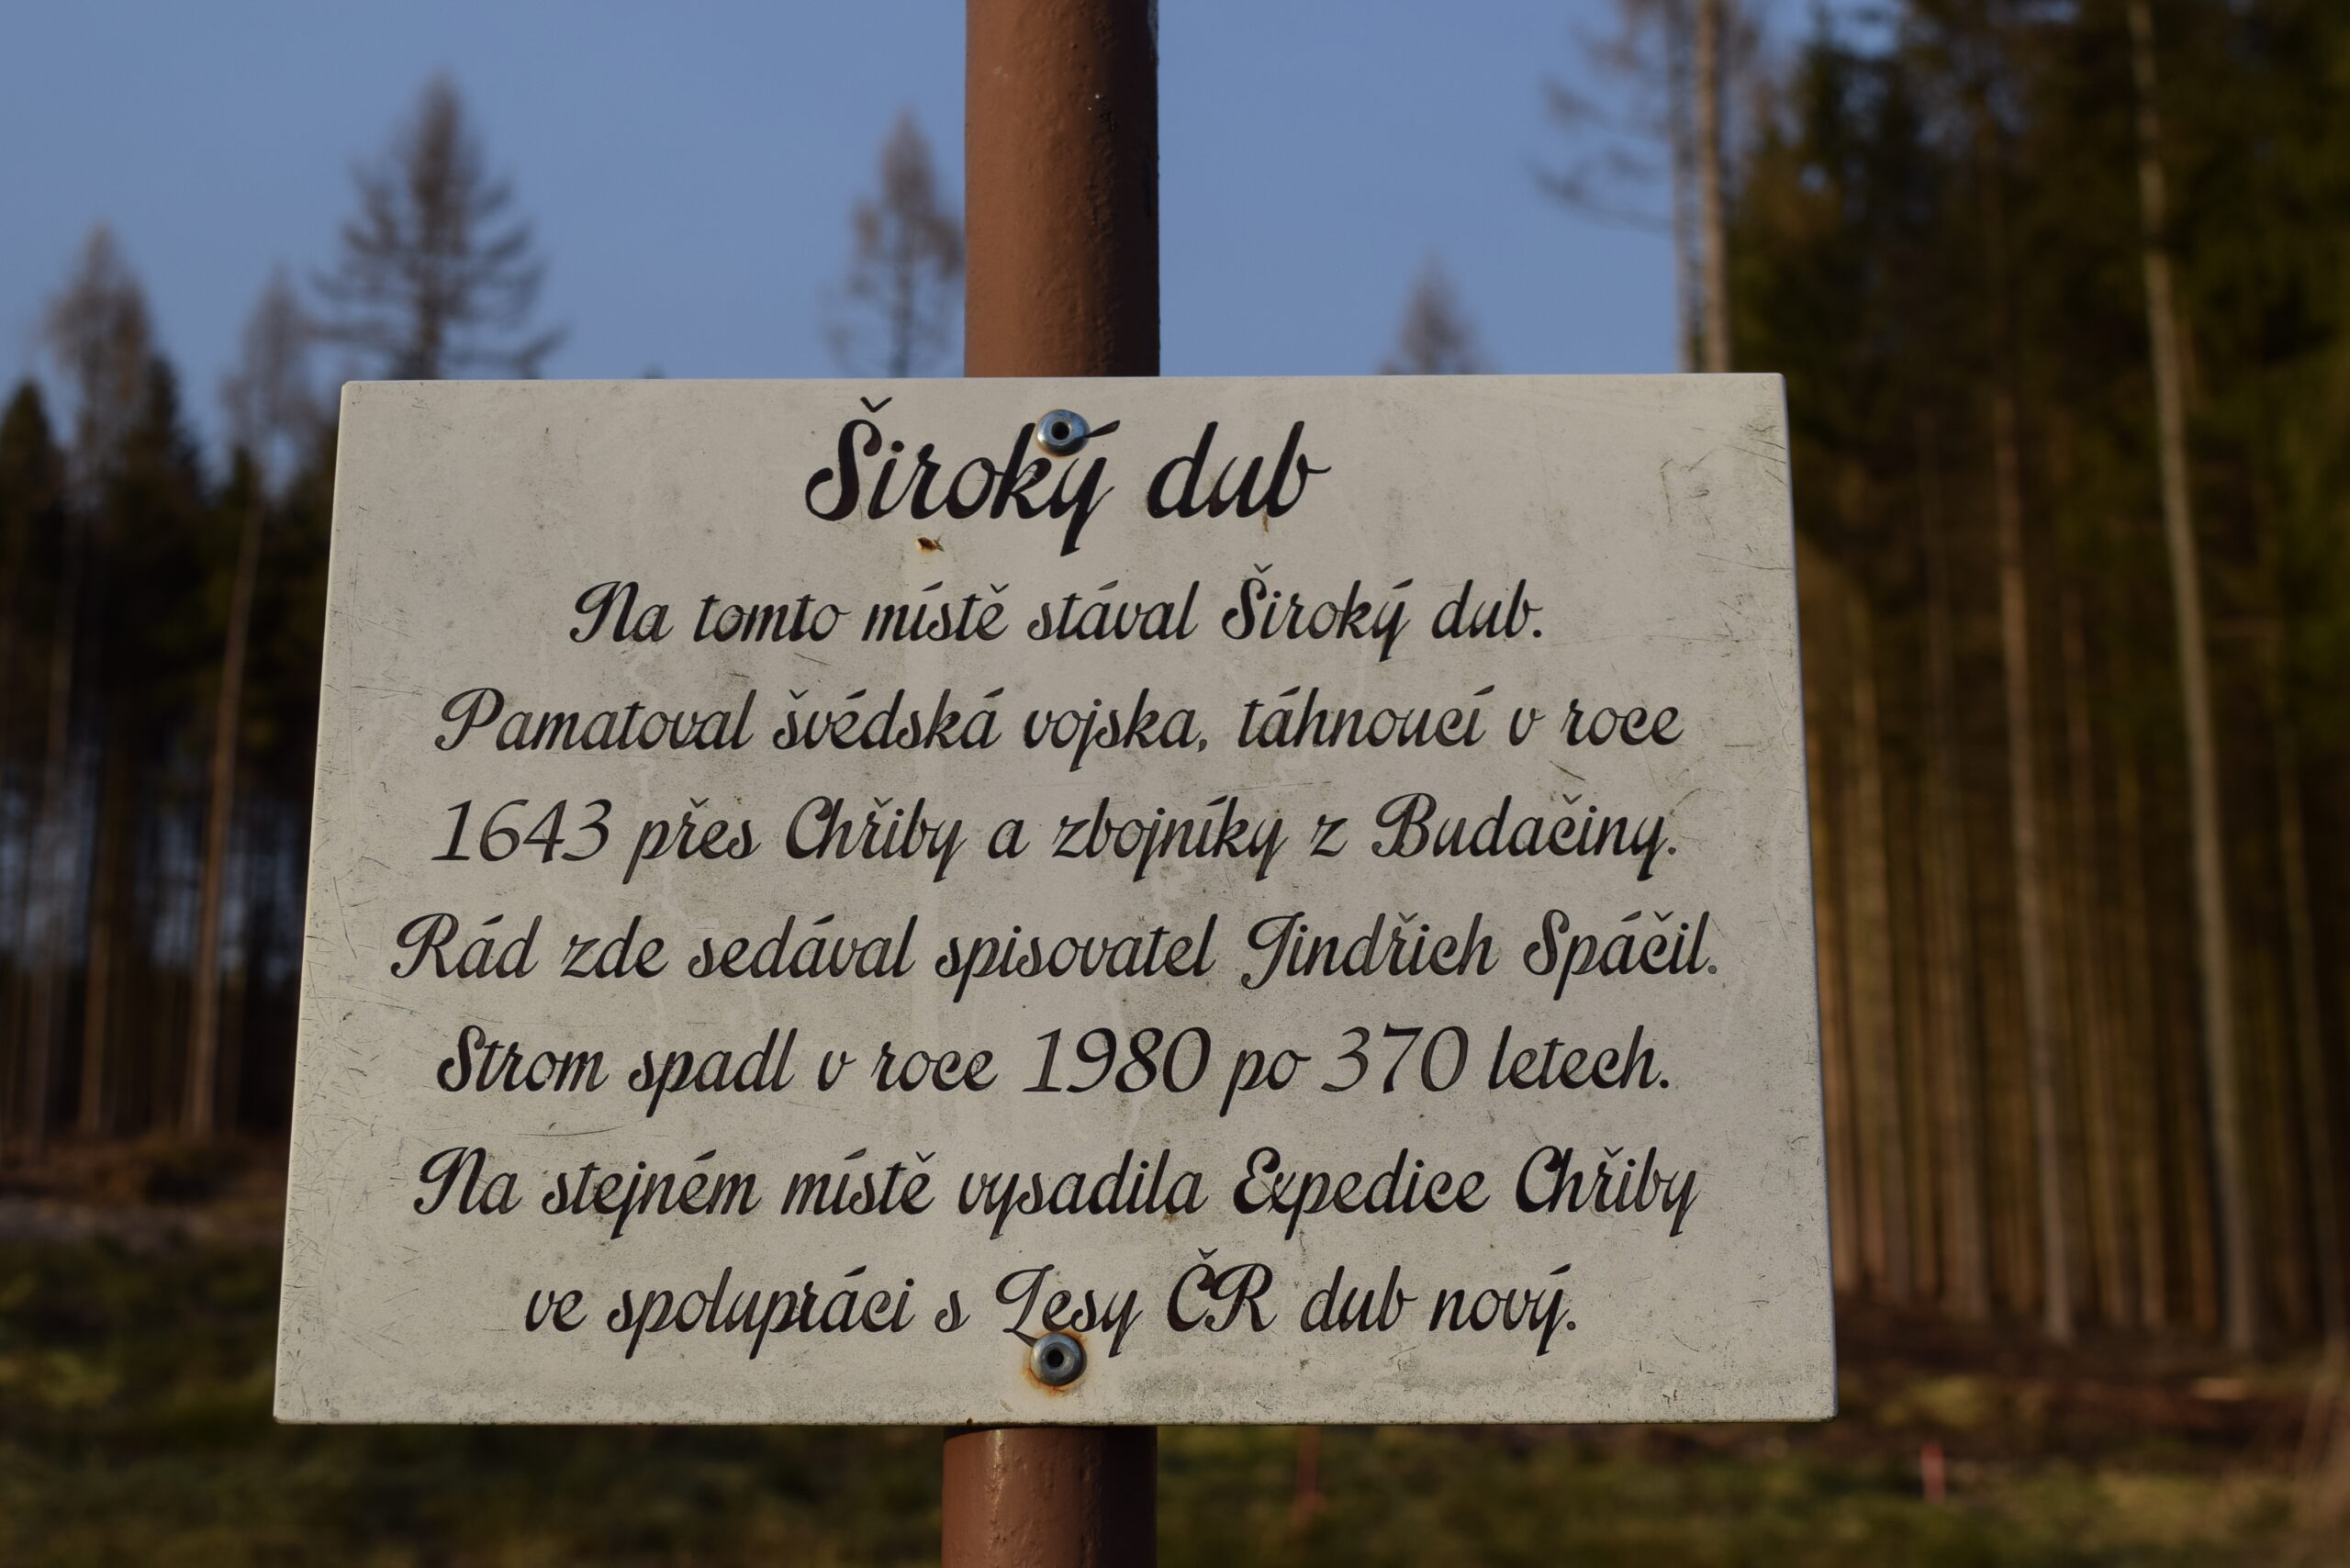 Široký dub
Na tomto místě stával Široký dub.
Pamatoval švédská vojska, táhnoucí v roce
1643 přes Chřiby a zbojníky z Budačiny.
Rád zde sedával spisovatel Jindřich Spáčil.
Strom spadl v roce 1980 po 370 letech.
Na stejném místě vysadila Expedice Chřiby
ve spolupráci s Lesy ČR dub nový.